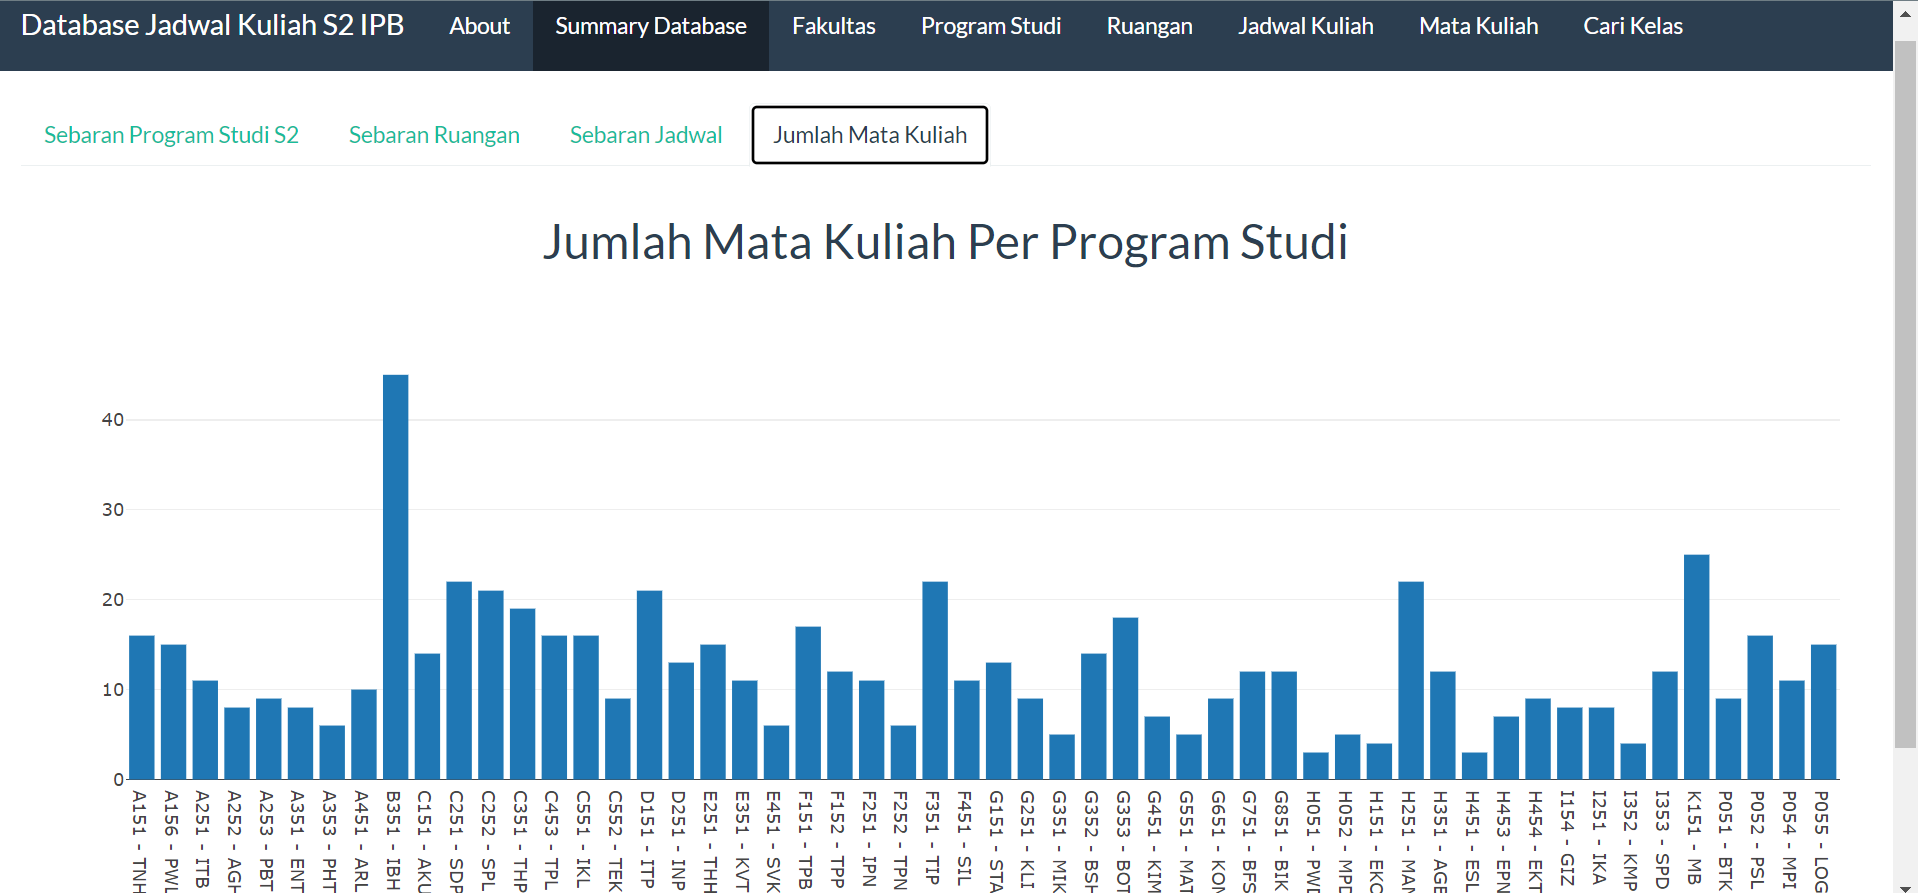 Database Jadwal Kuliah S2 IPB About Summary Database Fakultas Program Studi Ruangan Jadwal Kuliah Mata Kuliah Cari Kelas
Sebaran Program Studi S2 Sebaran Ruangan Sebaran Jadwal Jumlah Mata Kuliah
Jumlah Mata Kuliah Per Program Studi
40
30
20
10
0
A151 - TNH
A156 - PWL
A251 - ITB
A252 - AGH
A253 - PBT
A351 - ENT
A353 - PHT
A451 - ARL
B351 - IBH
C151 - AKU
C251 - SDP
C252 - SPL
C351 - THP
C453 - TPL
C551 - IKL
C552 - TEK
D151 - ITP
D251 - INP
E251 - THH
E351 - KVT
E451 - SVK
F151 - TPB
F152 - TPP
F251 - IPN
F252 - TPN
F351 - TIP
F451 - SIL
G151 - STA
G251 - KLI
G351 - MIK
G352 - BSH
G353 - BOT
G451 - KIM
G551 - MAT
G651 - KOM
G751 - BFS
G851 - BIK
H051 - PWD
H052 - MPD
H151 - EKO
H251 - MAN
H351 - AGB
H451 - ESL
H453 - EPN
H454 - EKT
I154 - GIZ
I251 - IKA
I352 - KMP
I353 - SPD
K151 - MB
P051 - BTK
P052 - PSL
P054 - MPI
P055 - LOG